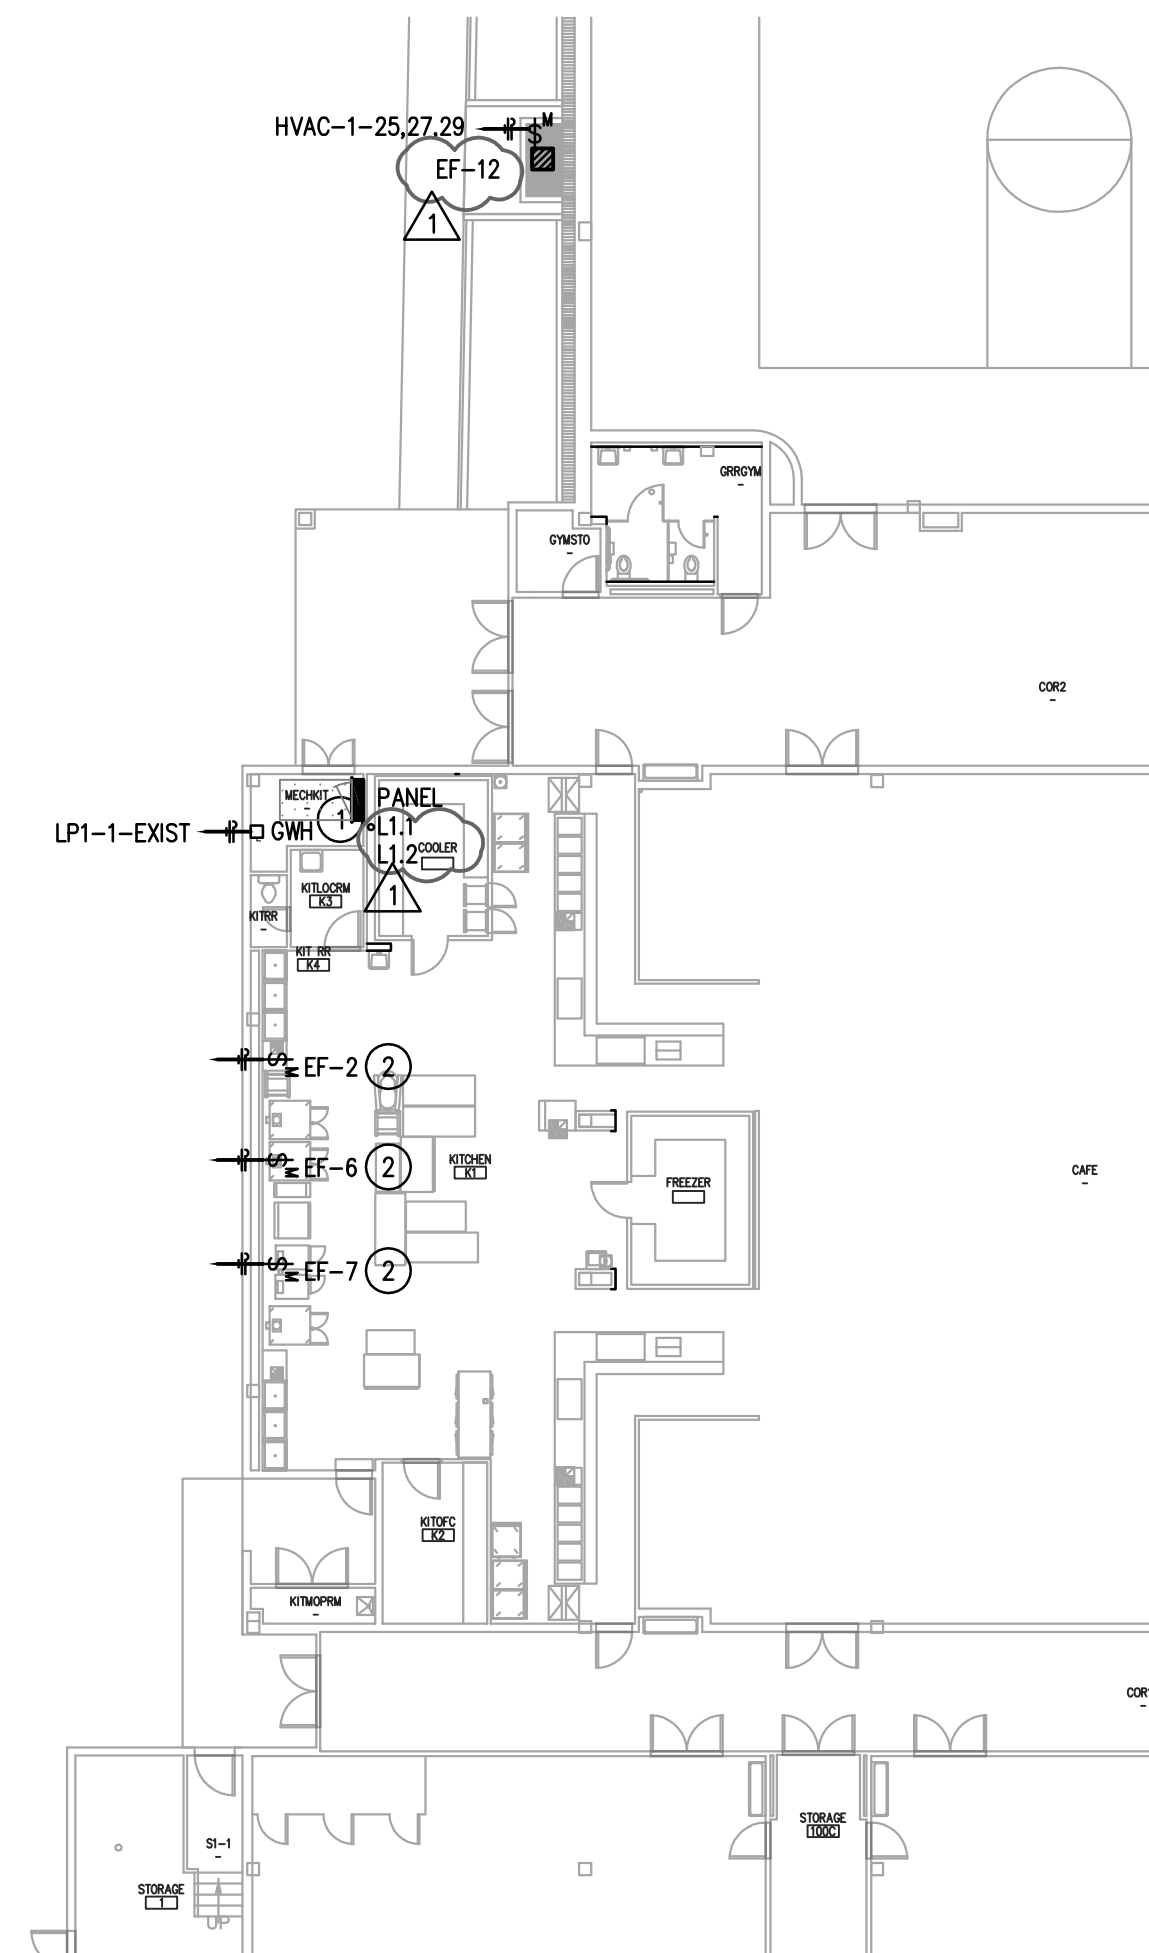 M
HVAC-1-25,27,29
$
EF-12
1
GRRGYM
-
GYMSTO
-
COR2
-
MECHKIT
-
PANEL
1
L1.1
LP1-1-EXIST
GWH
L1.2
COOLER
KITLOCRM
K3
1
KITRR
-
KIT RR
K4
S
M
EF-2
2
S
M
EF-6
2
KITCHEN
K1
CAFE
-
FREEZER
S
M
EF-7
2
KITOFC
K2
KITMOPRM
-
COR1
-
STORAGE
100C
S1-1
-
STORAGE
1
UP